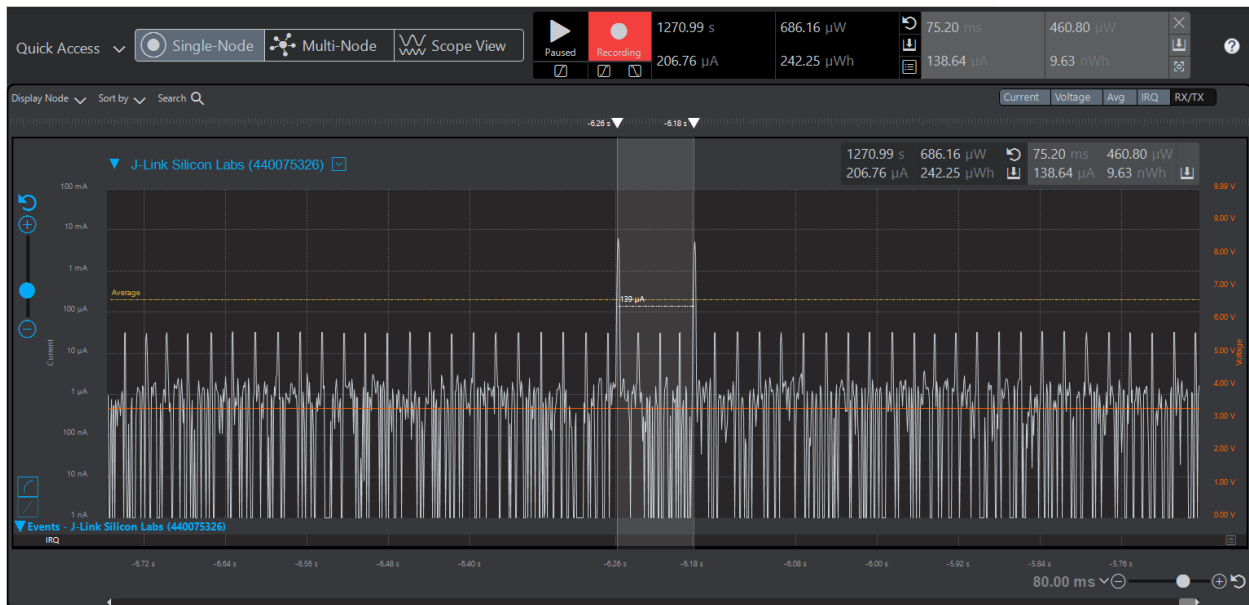 Quick Access
Single-Node
Multi-Node
Scope View
Paused
Recording
1270.99 s
686.16 µW
206.76 µA
242.25 µWh
75.20 ms
460.80 µW
138.64 µA
9.63 nWh
Display Node
Sort by
Search
Current
Voltage
Avg
IRQ
RX/TX
-6.26 s
-6.18 s
J-Link Silicon Labs (440075326)
1270.99 s 686.16 µW 75.20 ms 460.80 µW
206.76 µA 242.25 µWh 138.64 µA 9.63 nWh
100 mA
10 mA
1 mA
100 µA
10 µA
1 µA
100 nA
10 nA
1 nA
Current
Average
139 µA
9.99 V
9.00 V
8.00 V
7.00 V
6.00 V
5.00 V
4.00 V
3.00 V
2.00 V
1.00 V
0.00 V
Voltage
Events - J-Link Silicon Labs (440075326)
IRQ
-6.72 s -6.64 s -6.56 s -6.48 s -6.40 s -6.26 s -6.18 s -6.08 s -6.00 s -5.92 s -5.84 s -5.76 s
80.00 ms